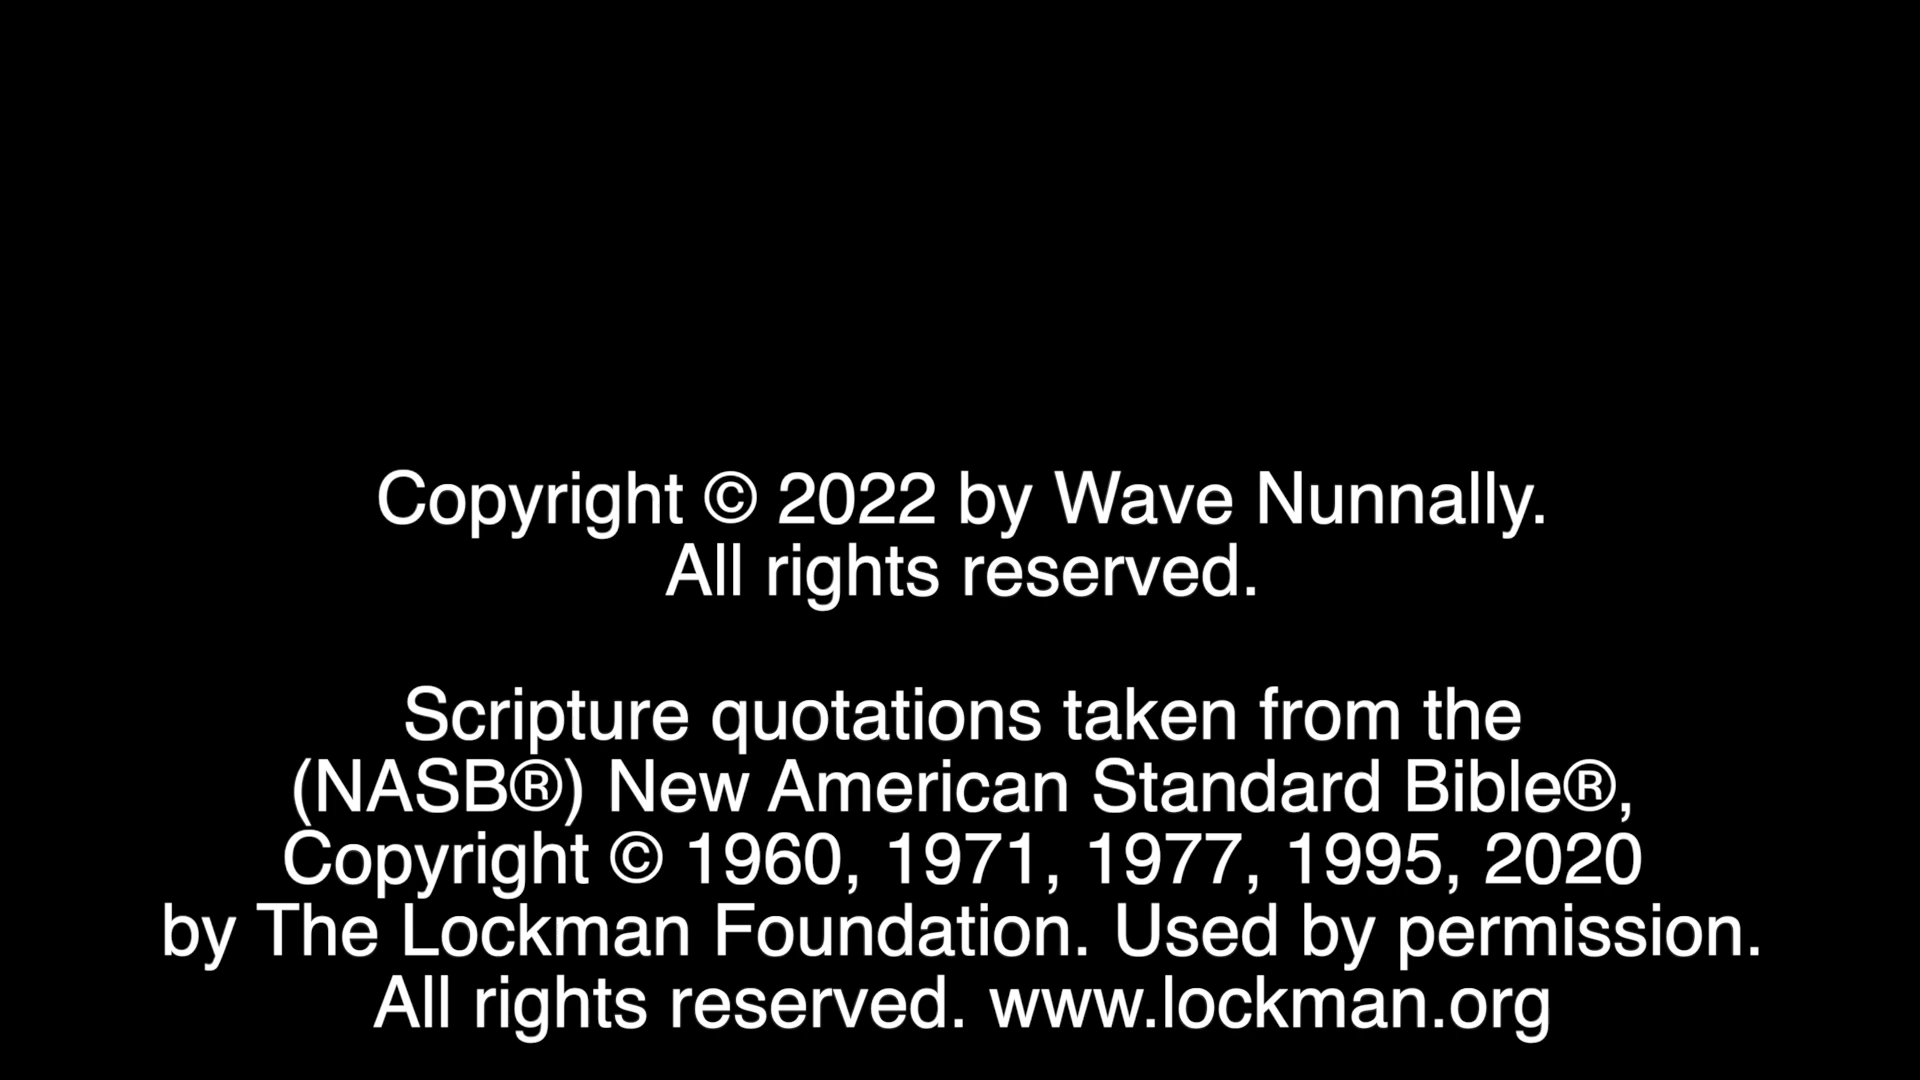 Copyright © 2022 by Wave Nunnally.
All rights reserved.
Scripture quotations taken from the
(NASB®) New American Standard Bible®,
Copyright © 1960, 1971, 1977, 1995, 2020
by The Lockman Foundation. Used by permission.
All rights reserved. www.lockman.org